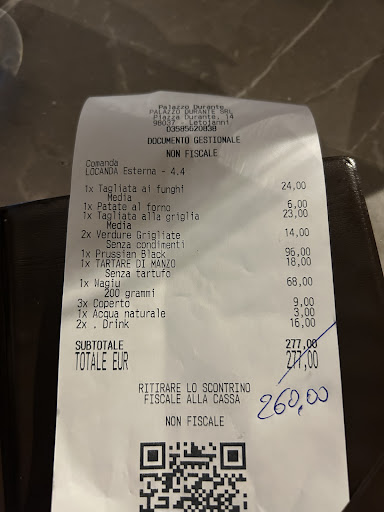 Palazzo Durante
PALAZZO DURANTE SRL
Piazza Durante, 14
98037 - Letojanni
03585620838
DOCUMENTO GESTIONALE
NON FISCALE
Comanda
LOCANDA Esterna - 4.4
1x Tagliata ai funghi 24,00
Media
1x Patate al forno 6,00
1x Tagliata alla griglia 23,00
Media
2x Verdure Grigliate 14,00
Senza condimenti
1x Prussian Black 96,00
1x TARTARE DI MANZO 18,00
Senza tartufo
1x Wagiu 68,00
200 grammi
3x Coperto 9,00
1x Acqua naturale 3,00
2x . Drink 16,00
SUBTOTALE 277,00
TOTALE EUR 277,00
260,00
RITIRARE LO SCONTRINO
FISCALE ALLA CASSA
NON FISCALE